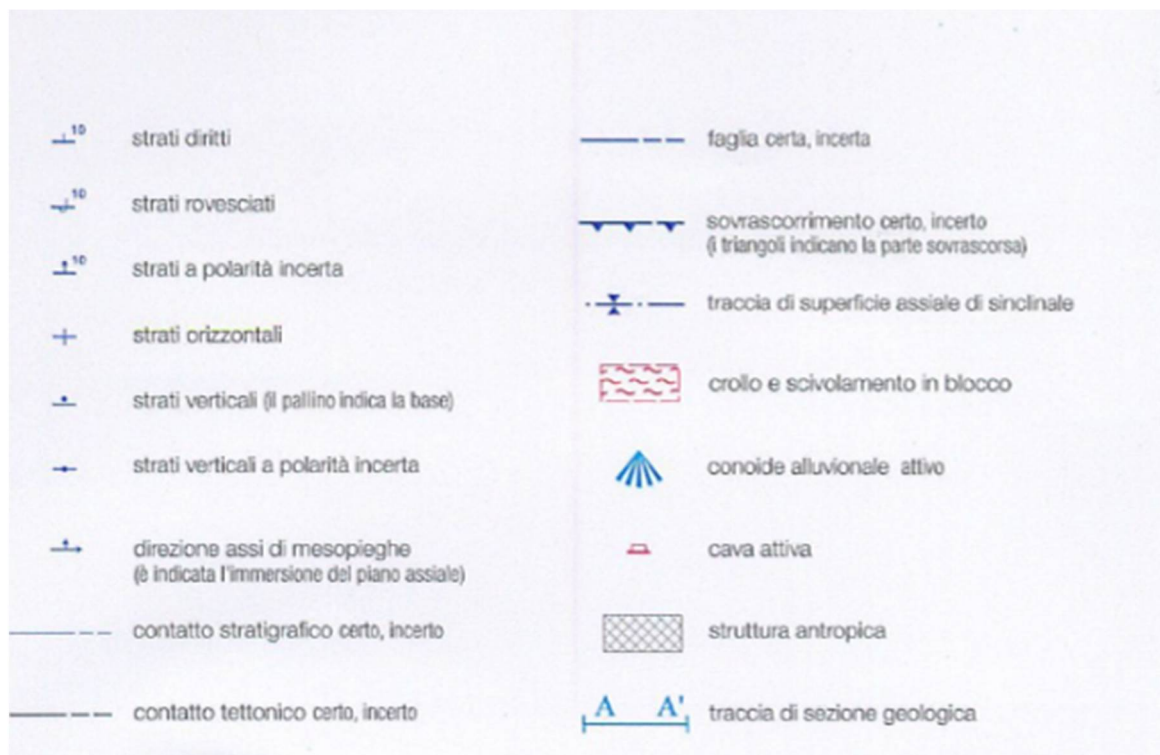 10 strati diritti
10 strati rovesciati
10 strati a polarità incerta
strati orizzontali
strati verticali (il pallino indica la base)
strati verticali a polarità incerta
direzione assi di mesopieghe
(è indicata l'immersione del piano assiale)
contatto stratigrafico certo, incerto
contatto tettonico certo, incerto
faglia certa, incerta
sovrascorrimento certo, incerto
(i triangoli indicano la parte sovrascorsa)
traccia di superficie assiale di sinclinale
crollo e scivolamento in blocco
conoide alluvionale attivo
cava attiva
struttura antropica
A A' traccia di sezione geologica